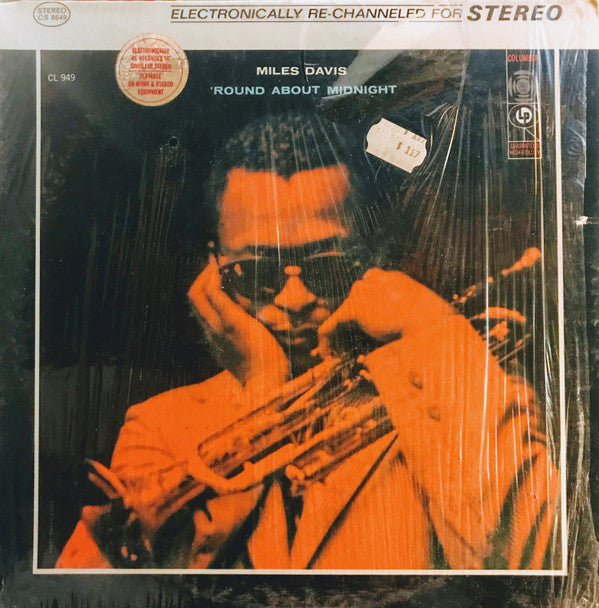 STEREO
CS 8649
ELECTRONICALLY RE-CHANNELED FOR STEREO
ELECTRONICALLY
RE-RECORDED TO
SIMULATE STEREO
PLAYABLE
ON MONO & STEREO
EQUIPMENT
CL 949
MILES DAVIS
'ROUND ABOUT MIDNIGHT
COLUMBIA
LP
GUARANTEED
HIGH FIDELITY